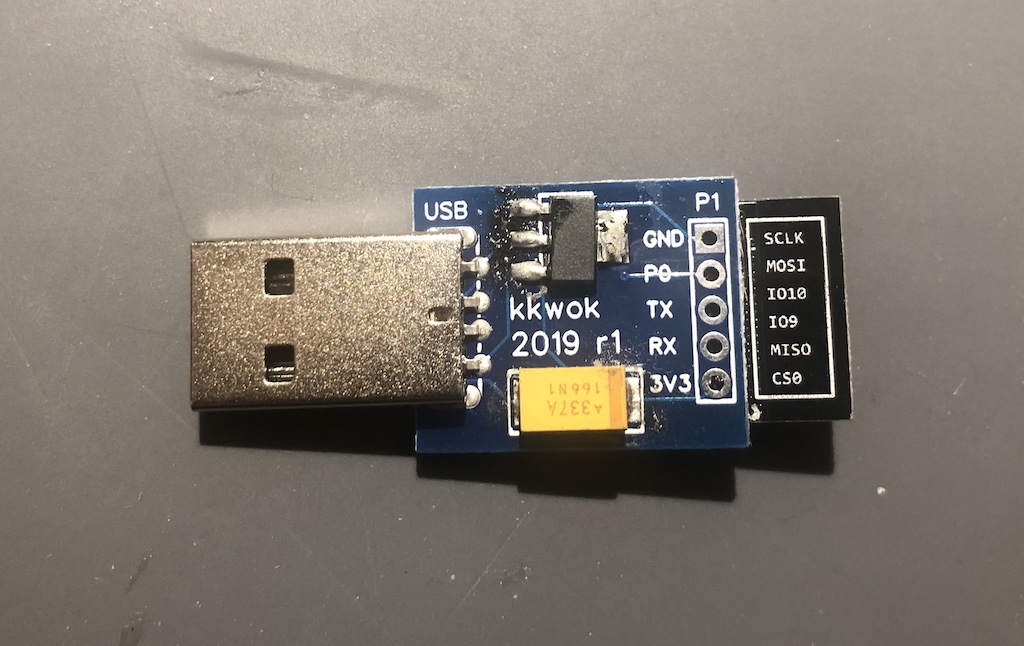 USB
P1
GND
P0
TX
RX
3V3
kkwok
2019 r1
A337A
166N1
SCLK
MOSI
IO10
IO9
MISO
CS0